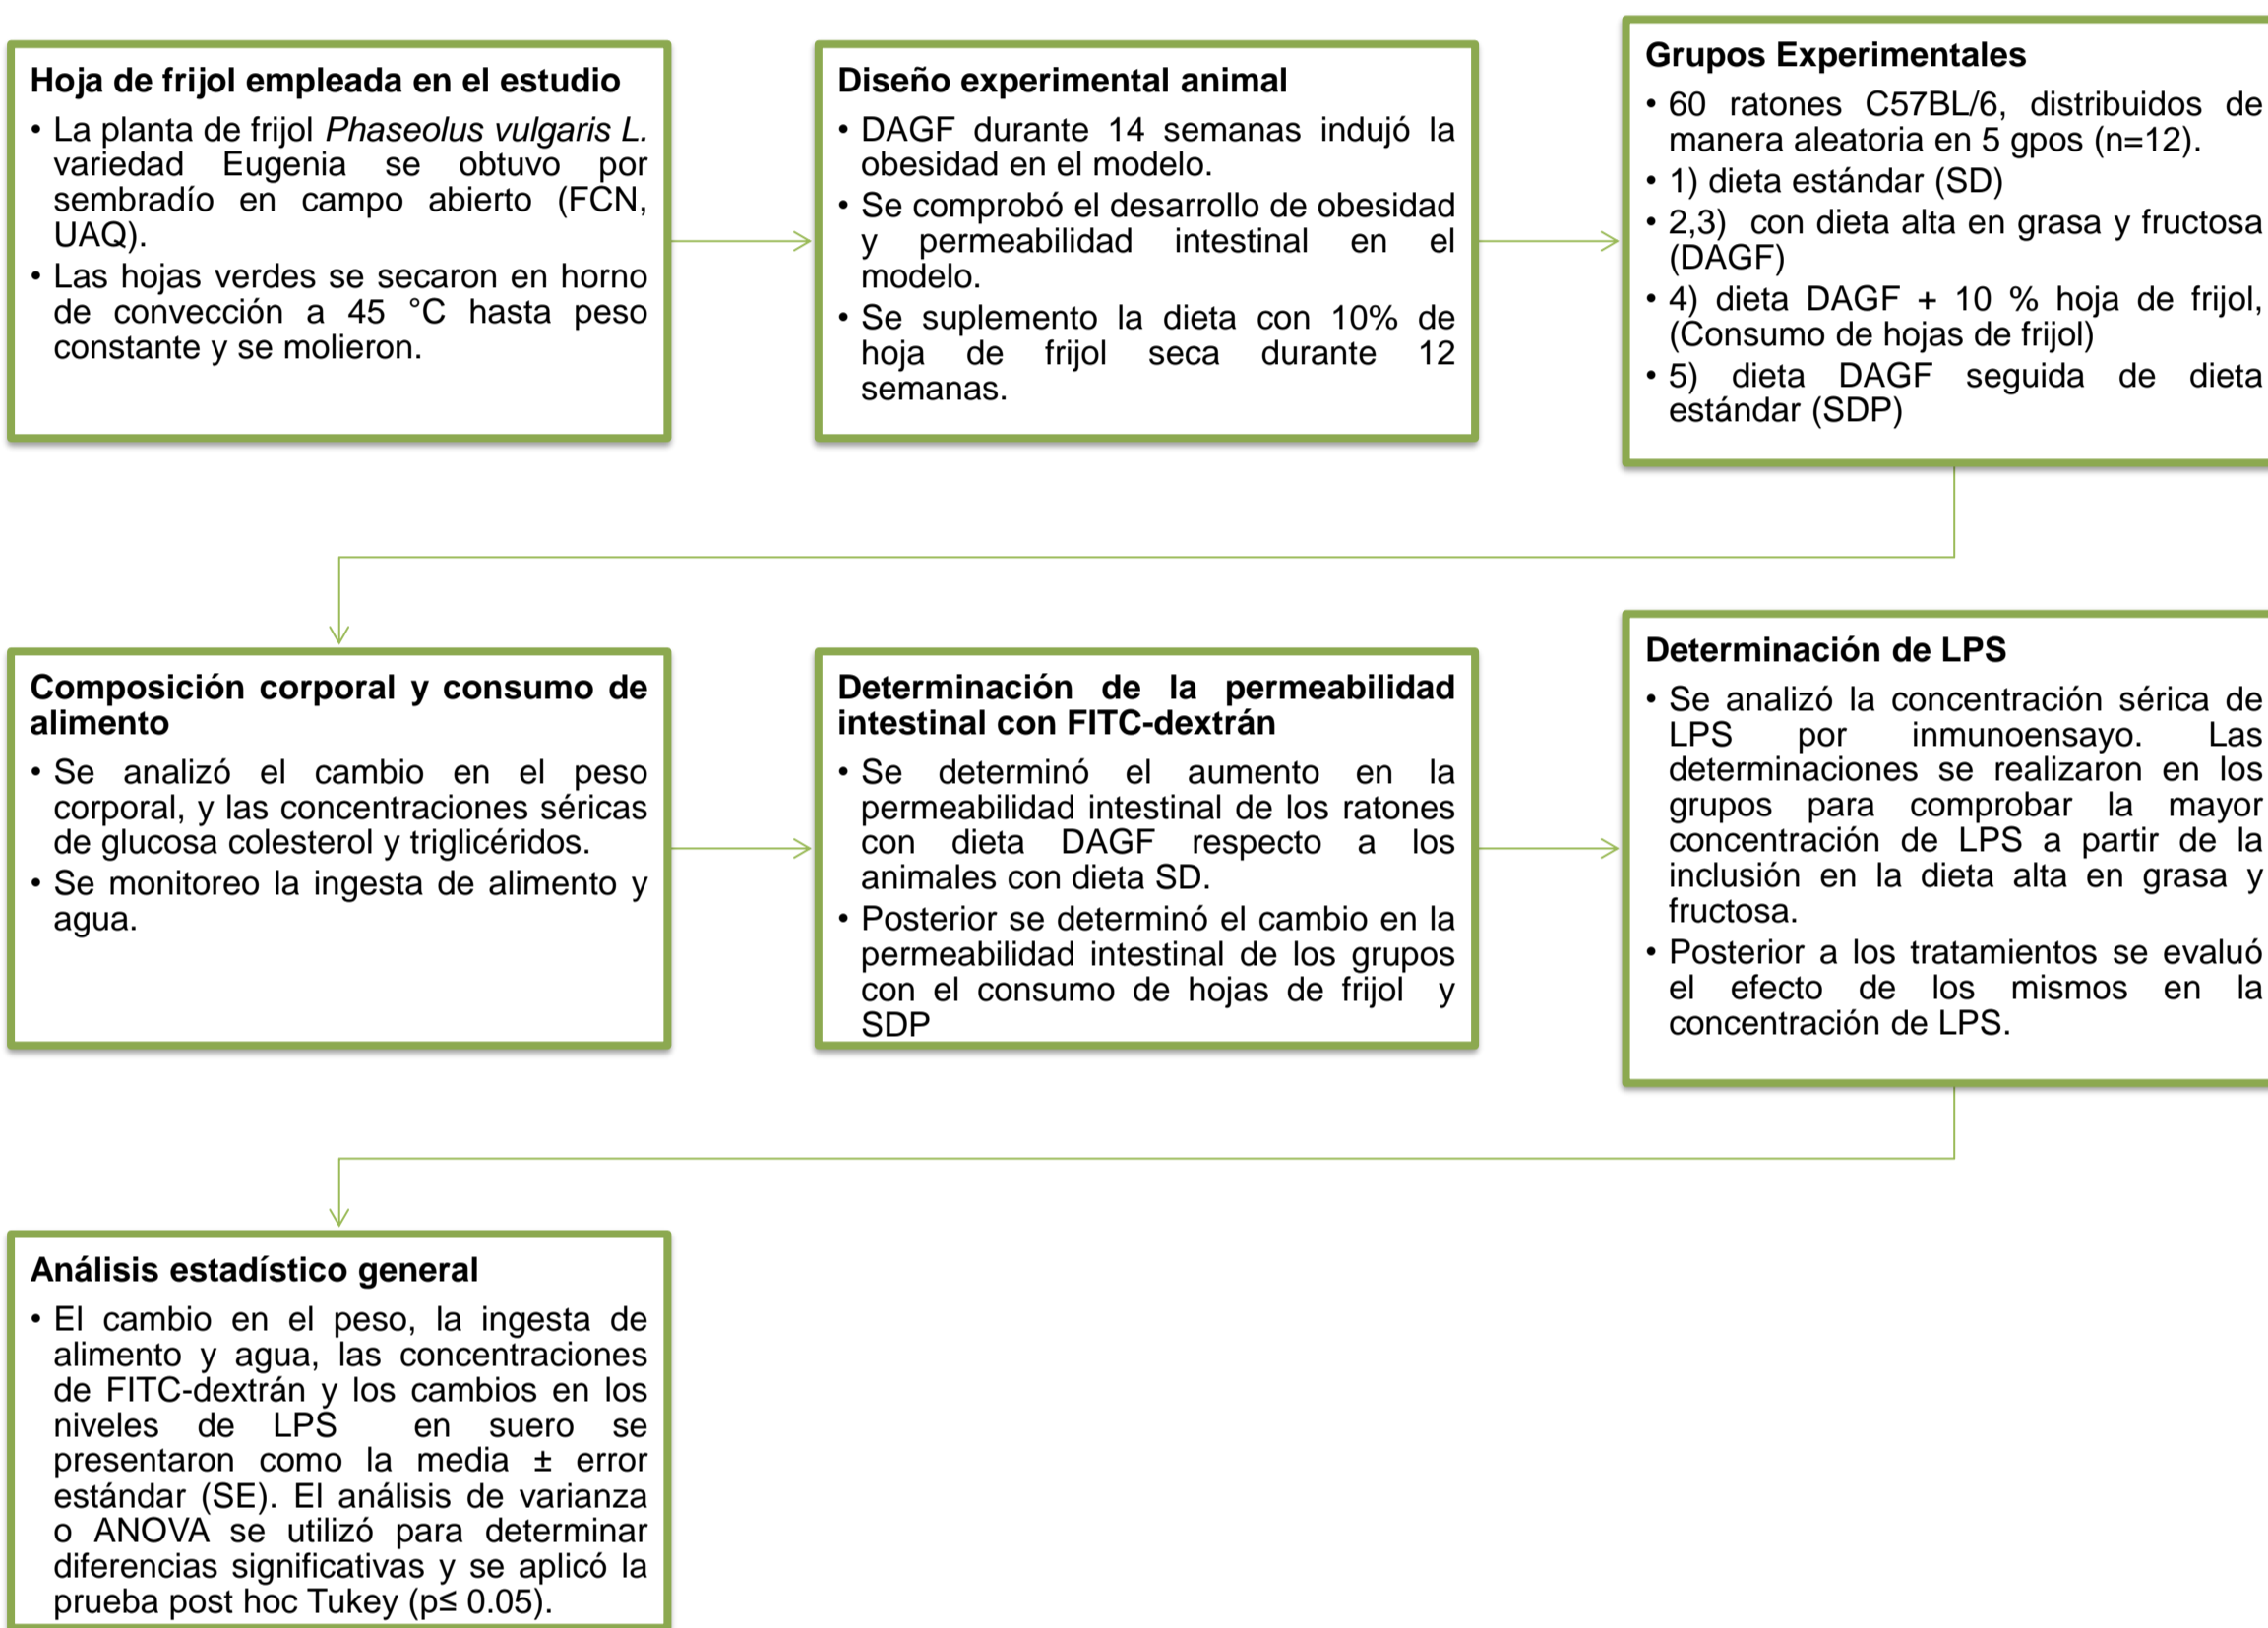 Hoja de frijol empleada en el estudio
• La planta de frijol Phaseolus vulgaris L.
variedad Eugenia se obtuvo por
sembradío en campo abierto (FCN,
UAQ).
• Las hojas verdes se secaron en horno
de convección a 45 °C hasta peso
constante y se molieron.
Diseño experimental animal
• DAGF durante 14 semanas indujó la
obesidad en el modelo.
• Se comprobó el desarrollo de obesidad
y permeabilidad intestinal en el
modelo.
• Se suplemento la dieta con 10% de
hoja de frijol seca durante 12
semanas.
Grupos Experimentales
• 60 ratones C57BL/6, distribuidos de
manera aleatoria en 5 gpos (n=12).
• 1) dieta estándar (SD)
• 2,3) con dieta alta en grasa y fructosa
(DAGF)
• 4) dieta DAGF + 10 % hoja de frijol,
(Consumo de hojas de frijol)
• 5) dieta DAGF seguida de dieta
estándar (SDP)
Composición corporal y consumo de
alimento
• Se analizó el cambio en el peso
corporal, y las concentraciones séricas
de glucosa colesterol y triglicéridos.
• Se monitoreo la ingesta de alimento y
agua.
Determinación de la permeabilidad
intestinal con FITC-dextrán
• Se determinó el aumento en la
permeabilidad intestinal de los ratones
con dieta DAGF respecto a los
animales con dieta SD.
• Posterior se determinó el cambio en la
permeabilidad intestinal de los grupos
con el consumo de hojas de frijol y
SDP
Determinación de LPS
• Se analizó la concentración sérica de
LPS por inmunoensayo. Las
determinaciones se realizaron en los
grupos para comprobar la mayor
concentración de LPS a partir de la
inclusión en la dieta alta en grasa y
fructosa.
• Posterior a los tratamientos se evaluó
el efecto de los mismos en la
concentración de LPS.
Análisis estadístico general
• El cambio en el peso, la ingesta de
alimento y agua, las concentraciones
de FITC-dextrán y los cambios en los
niveles de LPS en suero se
presentaron como la media ± error
estándar (SE). El análisis de varianza
o ANOVA se utilizó para determinar
diferencias significativas y se aplicó la
prueba post hoc Tukey (p≤ 0.05).